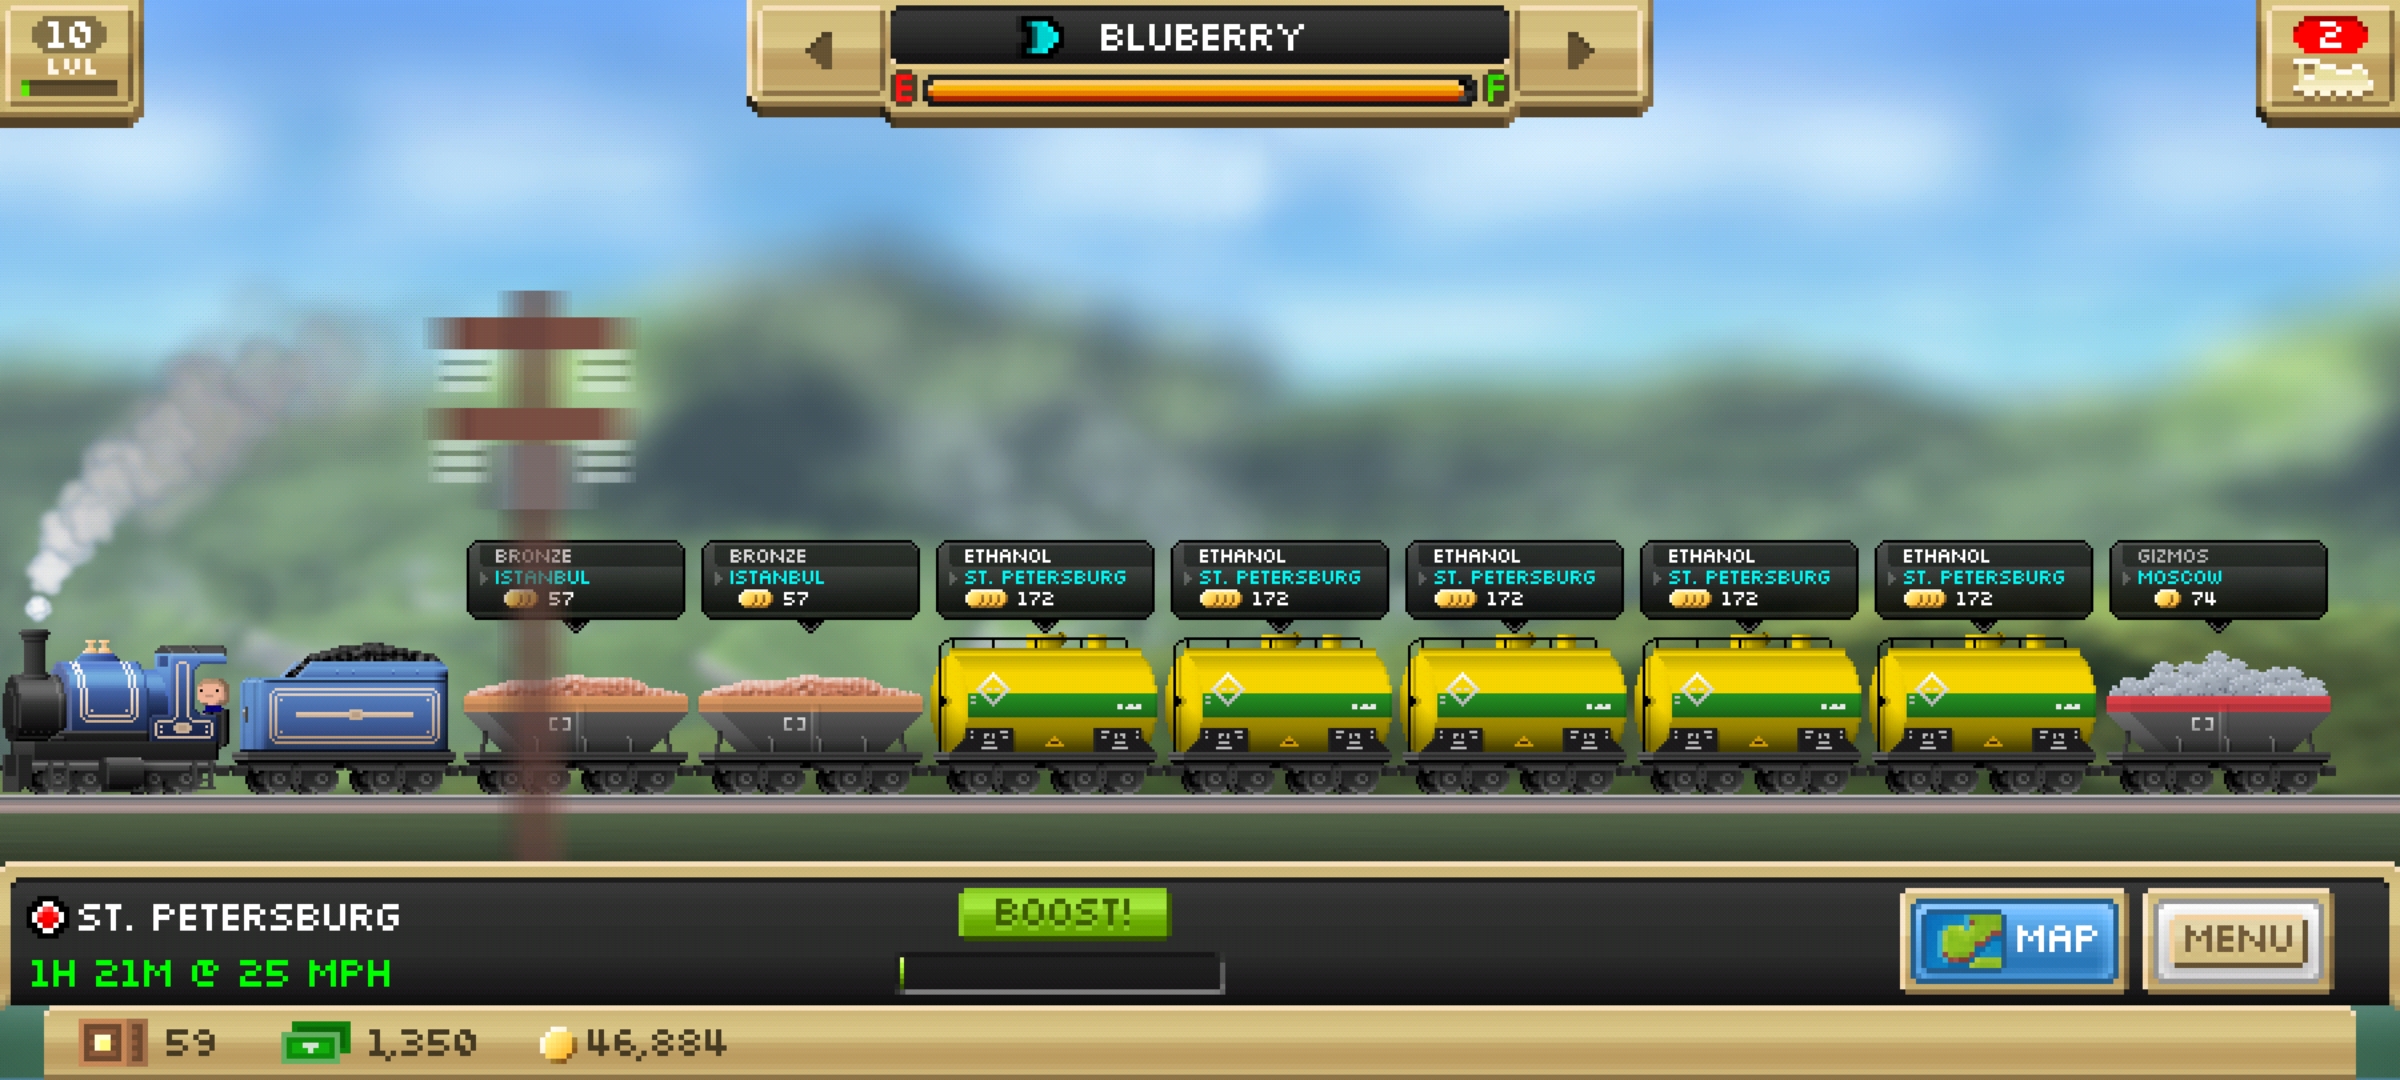 10
LVL
BLUBERRY
E F
2
BRONZE
ISTANBUL
57
BRONZE
ISTANBUL
57
ETHANOL
ST. PETERSBURG
172
ETHANOL
ST. PETERSBURG
172
ETHANOL
ST. PETERSBURG
172
ETHANOL
ST. PETERSBURG
172
ETHANOL
ST. PETERSBURG
172
GIZMOS
MOSCOW
74
ST. PETERSBURG
1H 21M @ 25 MPH
BOOST!
MAP
MENU
59
1,350
46,884